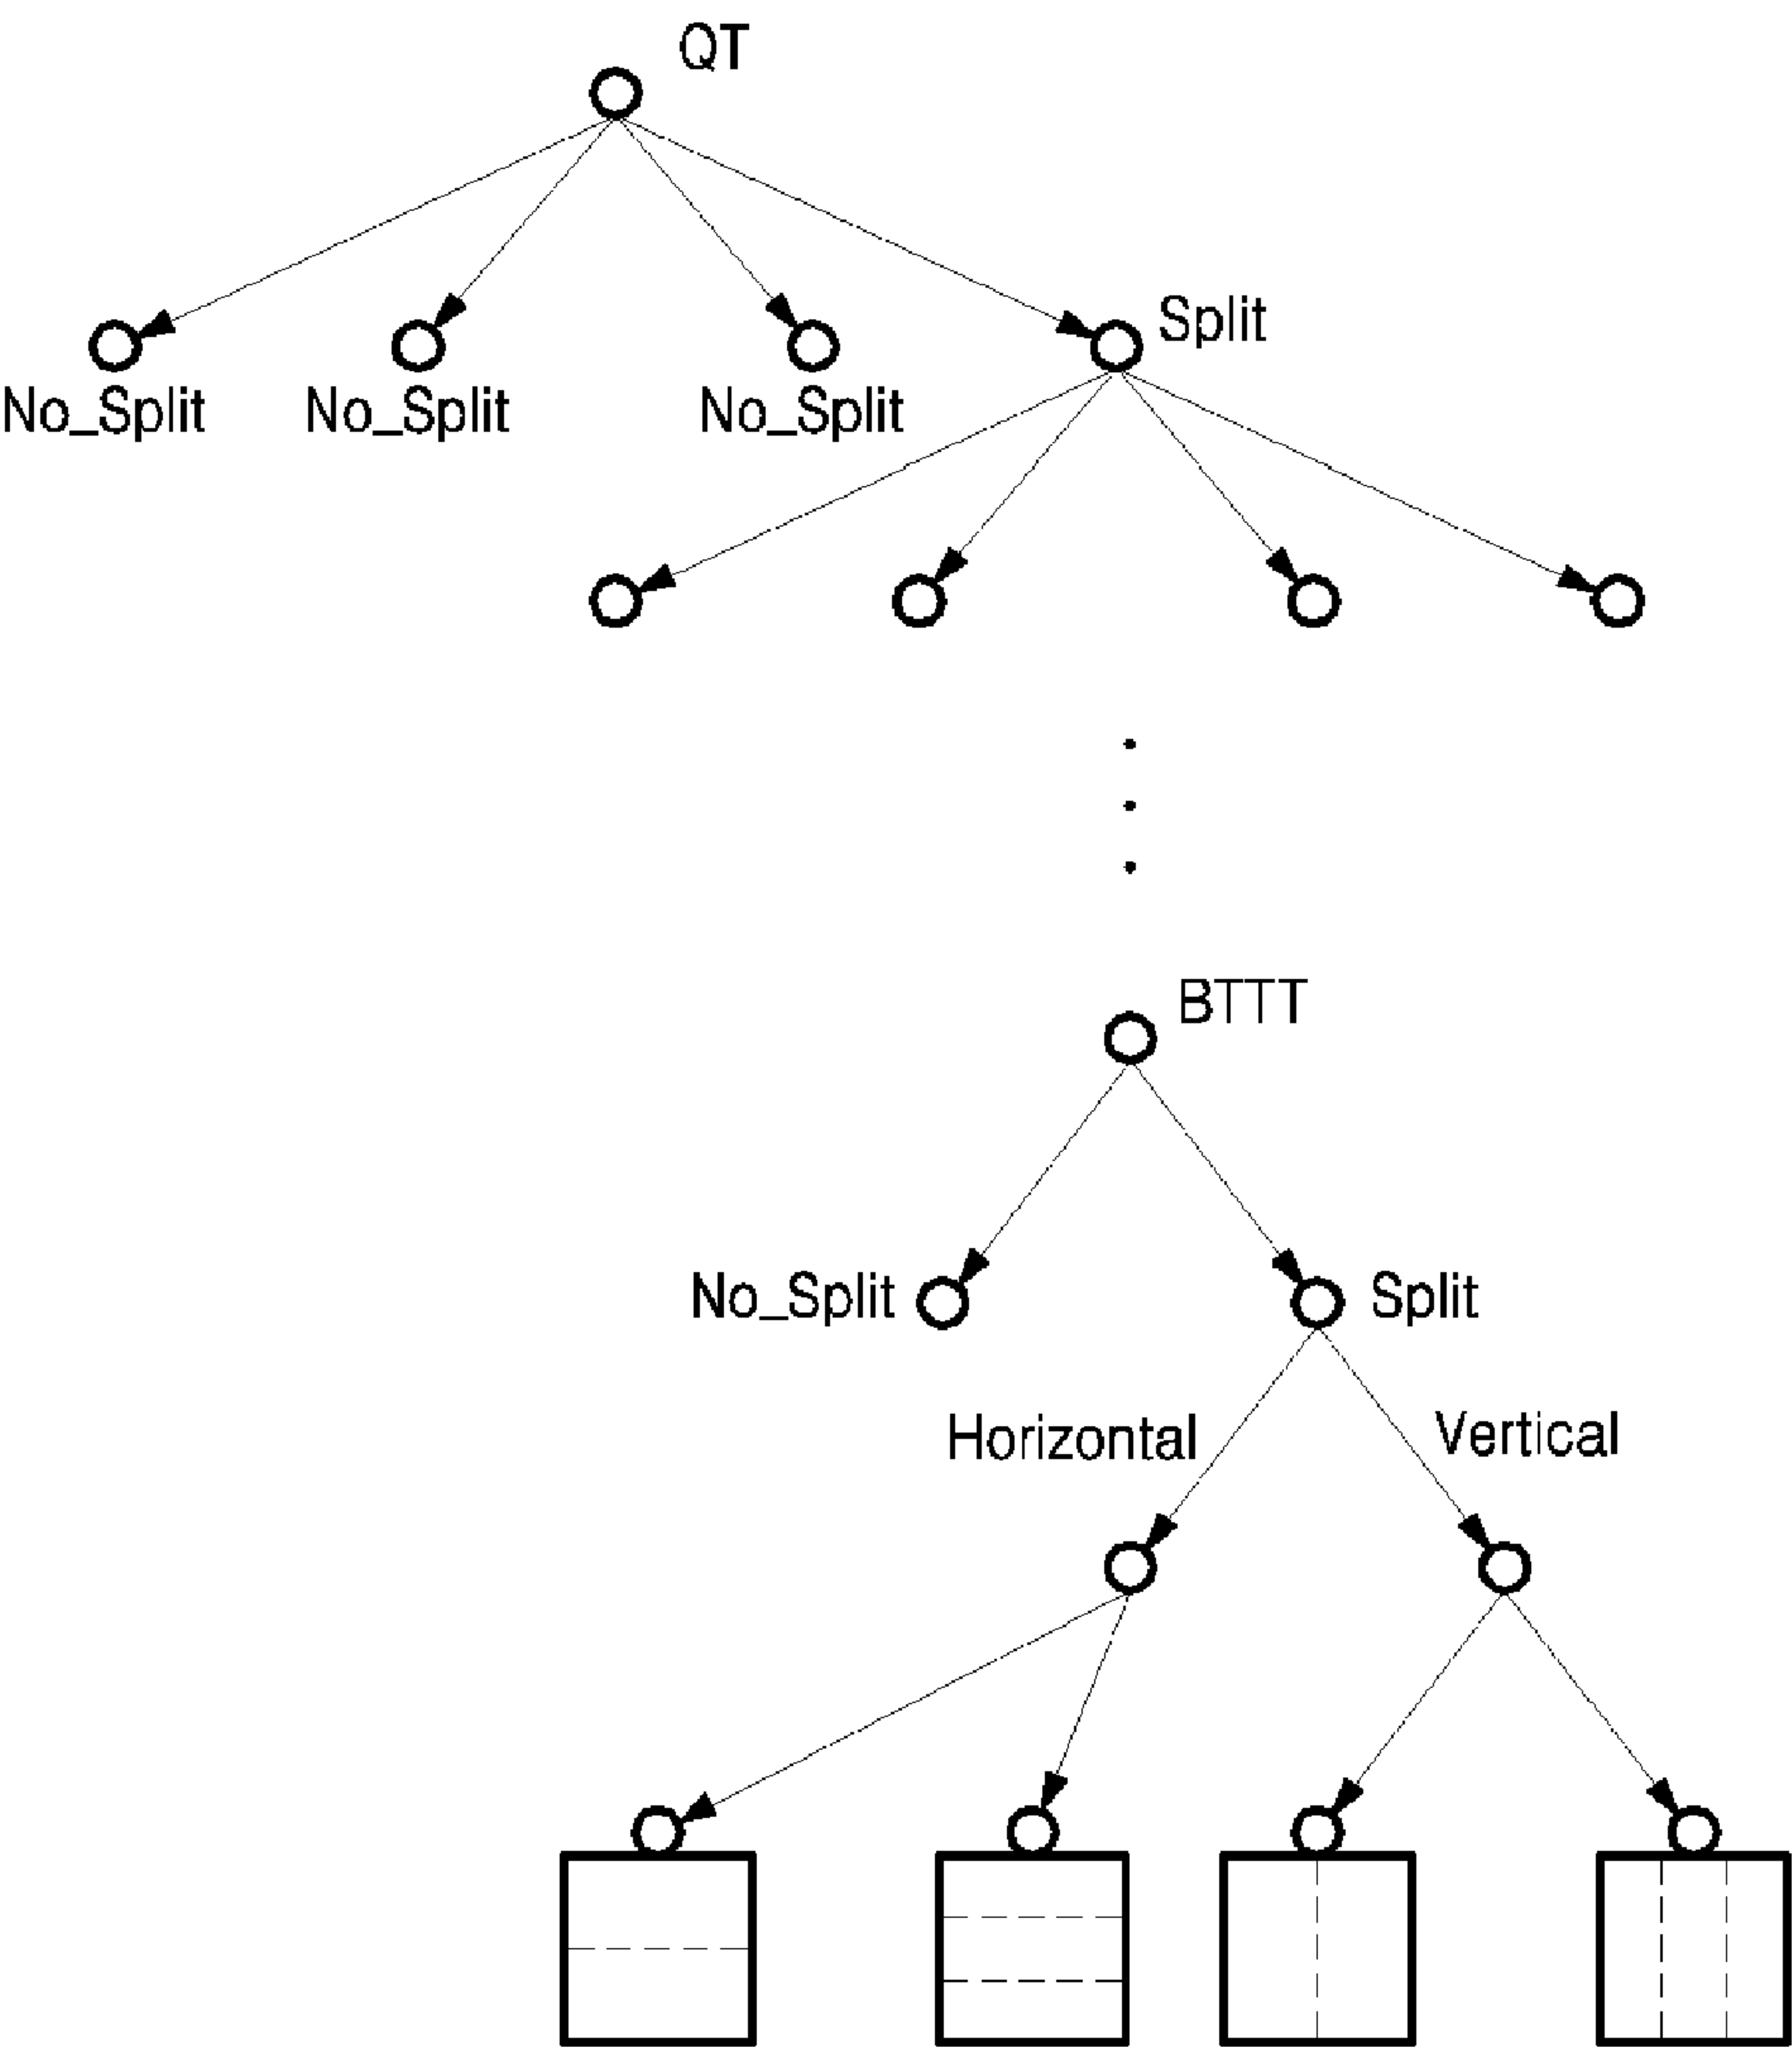 QT
Split
No_Split
No_Split
No_Split
BTTT
No_Split
Split
Horizontal
Vertical